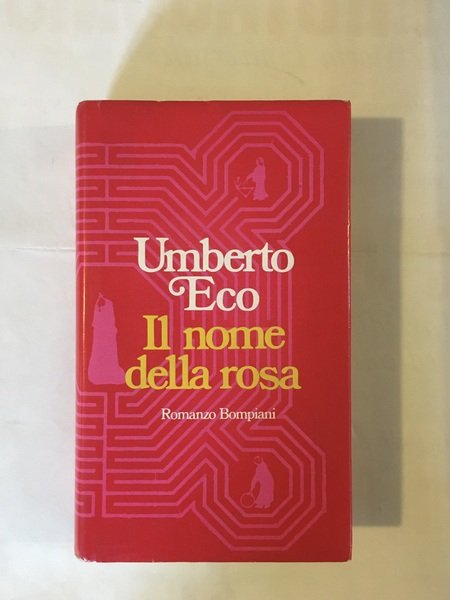 Umberto
Eco
Il nome
della rosa
Romanzo Bompiani